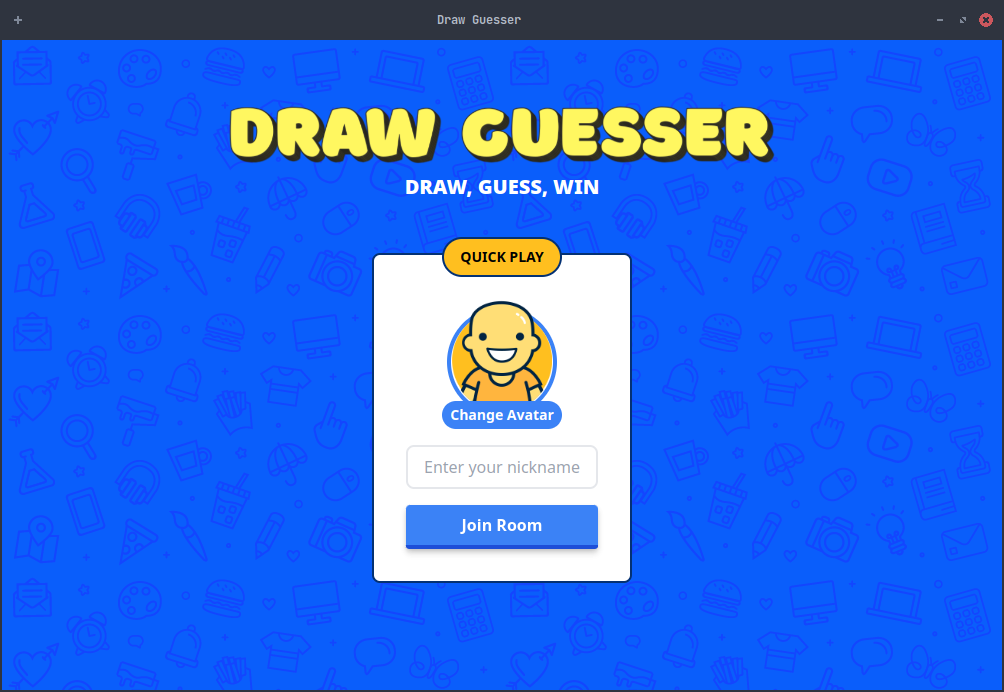 Draw Guesser
DRAW GUESSER
DRAW, GUESS, WIN
QUICK PLAY
Change Avatar
Enter your nickname
Join Room